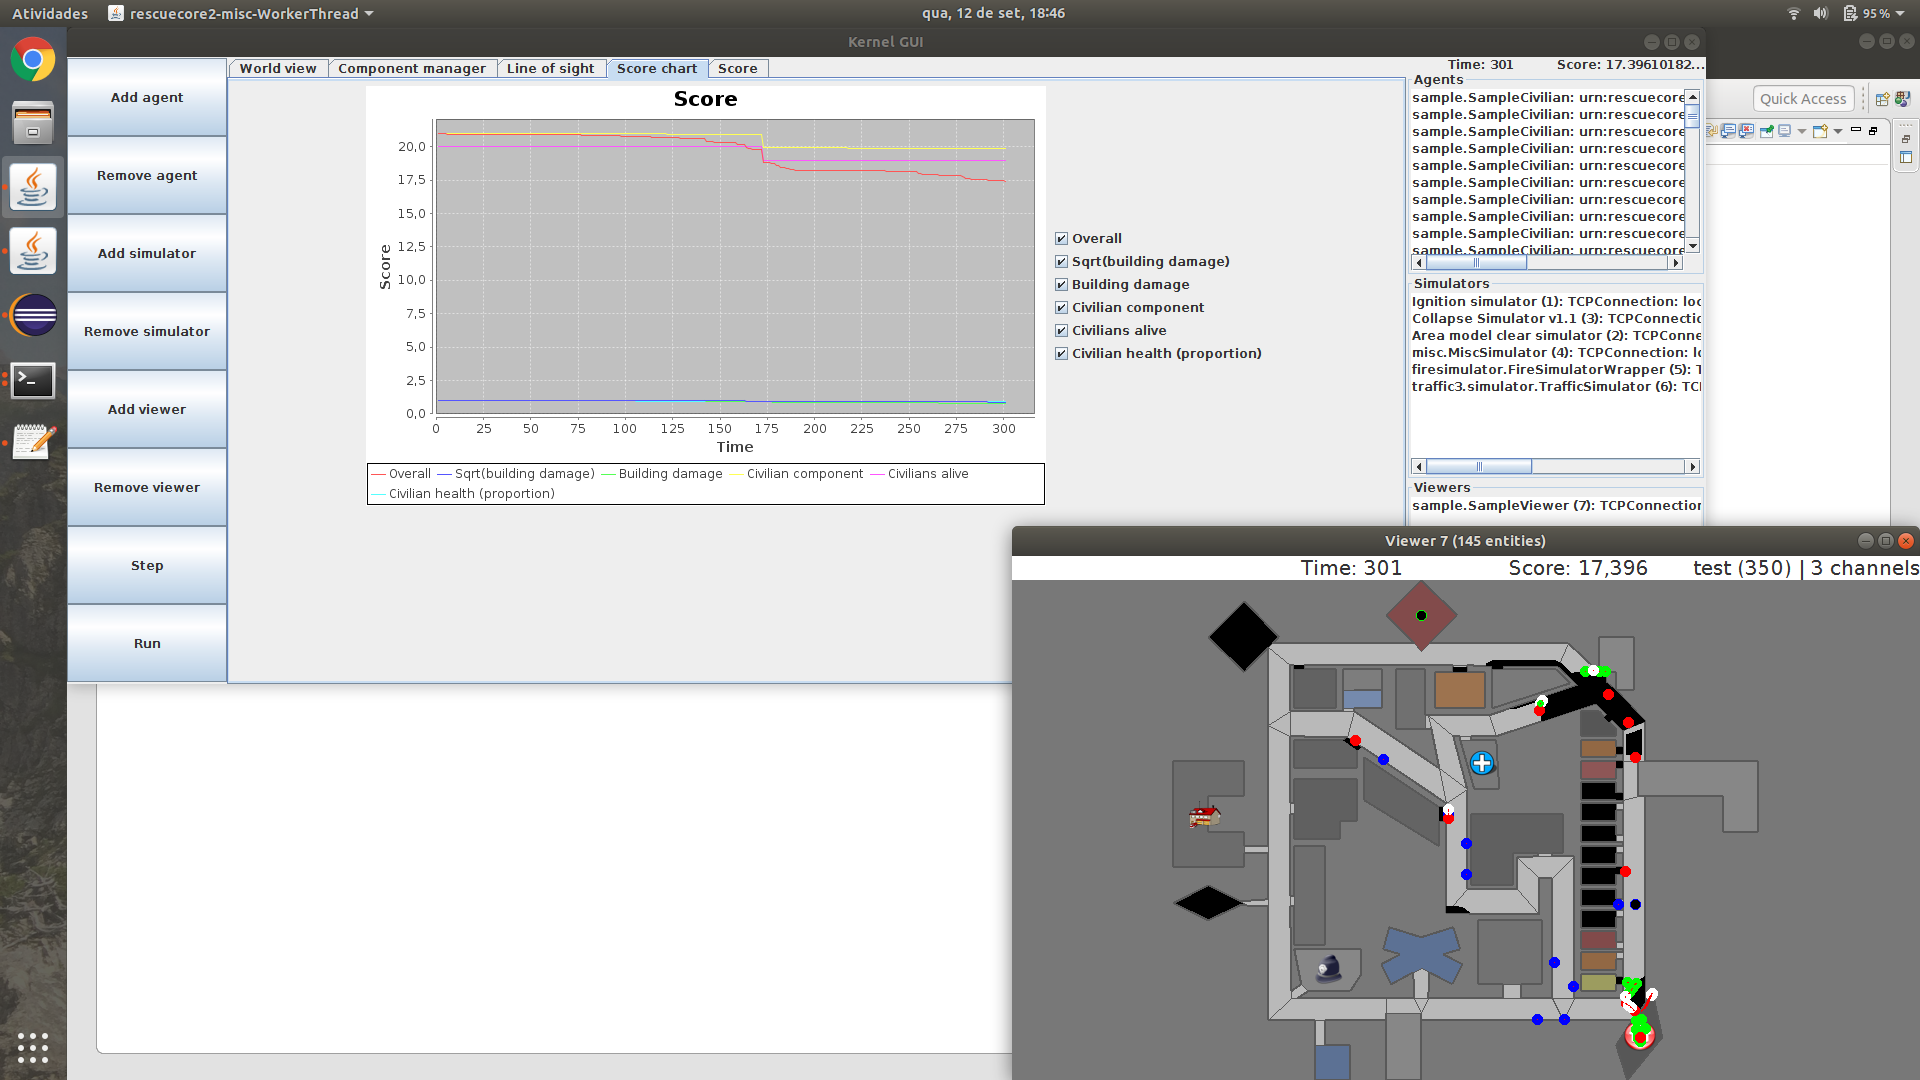 Atividades
rescuecore2-misc-WorkerThread
qua, 12 de set, 18:46
95 %
Kernel GUI
Add agent
Remove agent
Add simulator
Remove simulator
Add viewer
Remove viewer
Step
Run
World view
Component manager
Line of sight
Score chart
Score
Time: 301
Score: 17.39610182...
Score
Score
20,0
17,5
15,0
12,5
10,0
7,5
5,0
2,5
0,0
0 25 50 75 100 125 150 175 200 225 250 275 300
Time
Overall Sqrt(building damage) Building damage Civilian component Civilians alive
Civilian health (proportion)
Overall
Sqrt(building damage)
Building damage
Civilian component
Civilians alive
Civilian health (proportion)
Agents
sample.SampleCivilian: urn:rescuecore
sample.SampleCivilian: urn:rescuecore
sample.SampleCivilian: urn:rescuecore
sample.SampleCivilian: urn:rescuecore
sample.SampleCivilian: urn:rescuecore
sample.SampleCivilian: urn:rescuecore
sample.SampleCivilian: urn:rescuecore
sample.SampleCivilian: urn:rescuecore
sample.SampleCivilian: urn:rescuecore
sample.SampleCivilian: urn:rescuecore
Simulators
Ignition simulator (1): TCPConnection: loc
Collapse Simulator v1.1 (3): TCPConnectio
Area model clear simulator (2): TCPConne
misc.MiscSimulator (4): TCPConnection: lo
firesimulator.FireSimulatorWrapper (5): T
traffic3.simulator.TrafficSimulator (6): TCI
Viewers
sample.SampleViewer (7): TCPConnection
Quick Access
Viewer 7 (145 entities)
Time: 301
Score: 17,396
test (350) | 3 channels